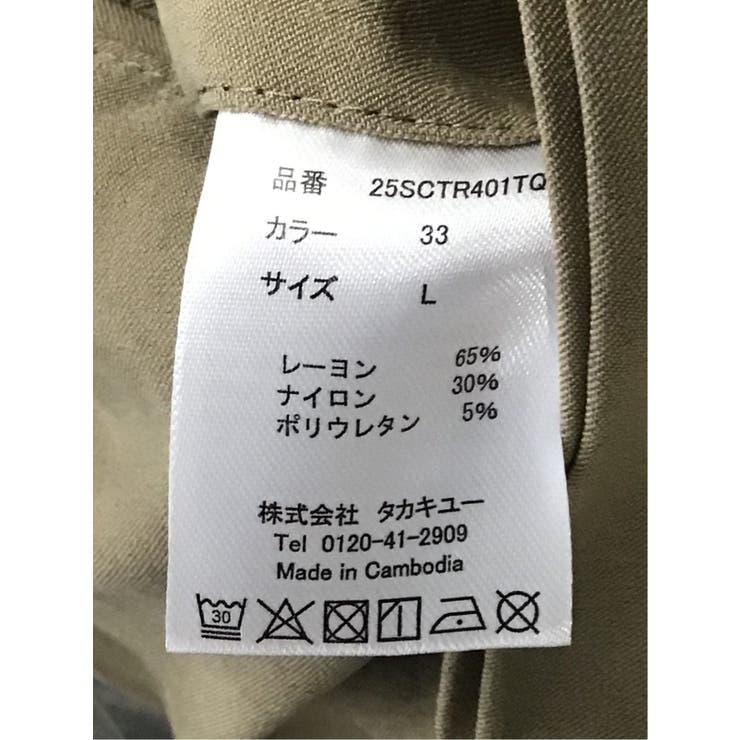 品番 25SCTR401TQ
カラー 33
サイズ L
レーヨン 65%
ナイロン 30%
ポリウレタン 5%
株式会社 タカキユー
Tel 0120-41-2909
Made in Cambodia
30